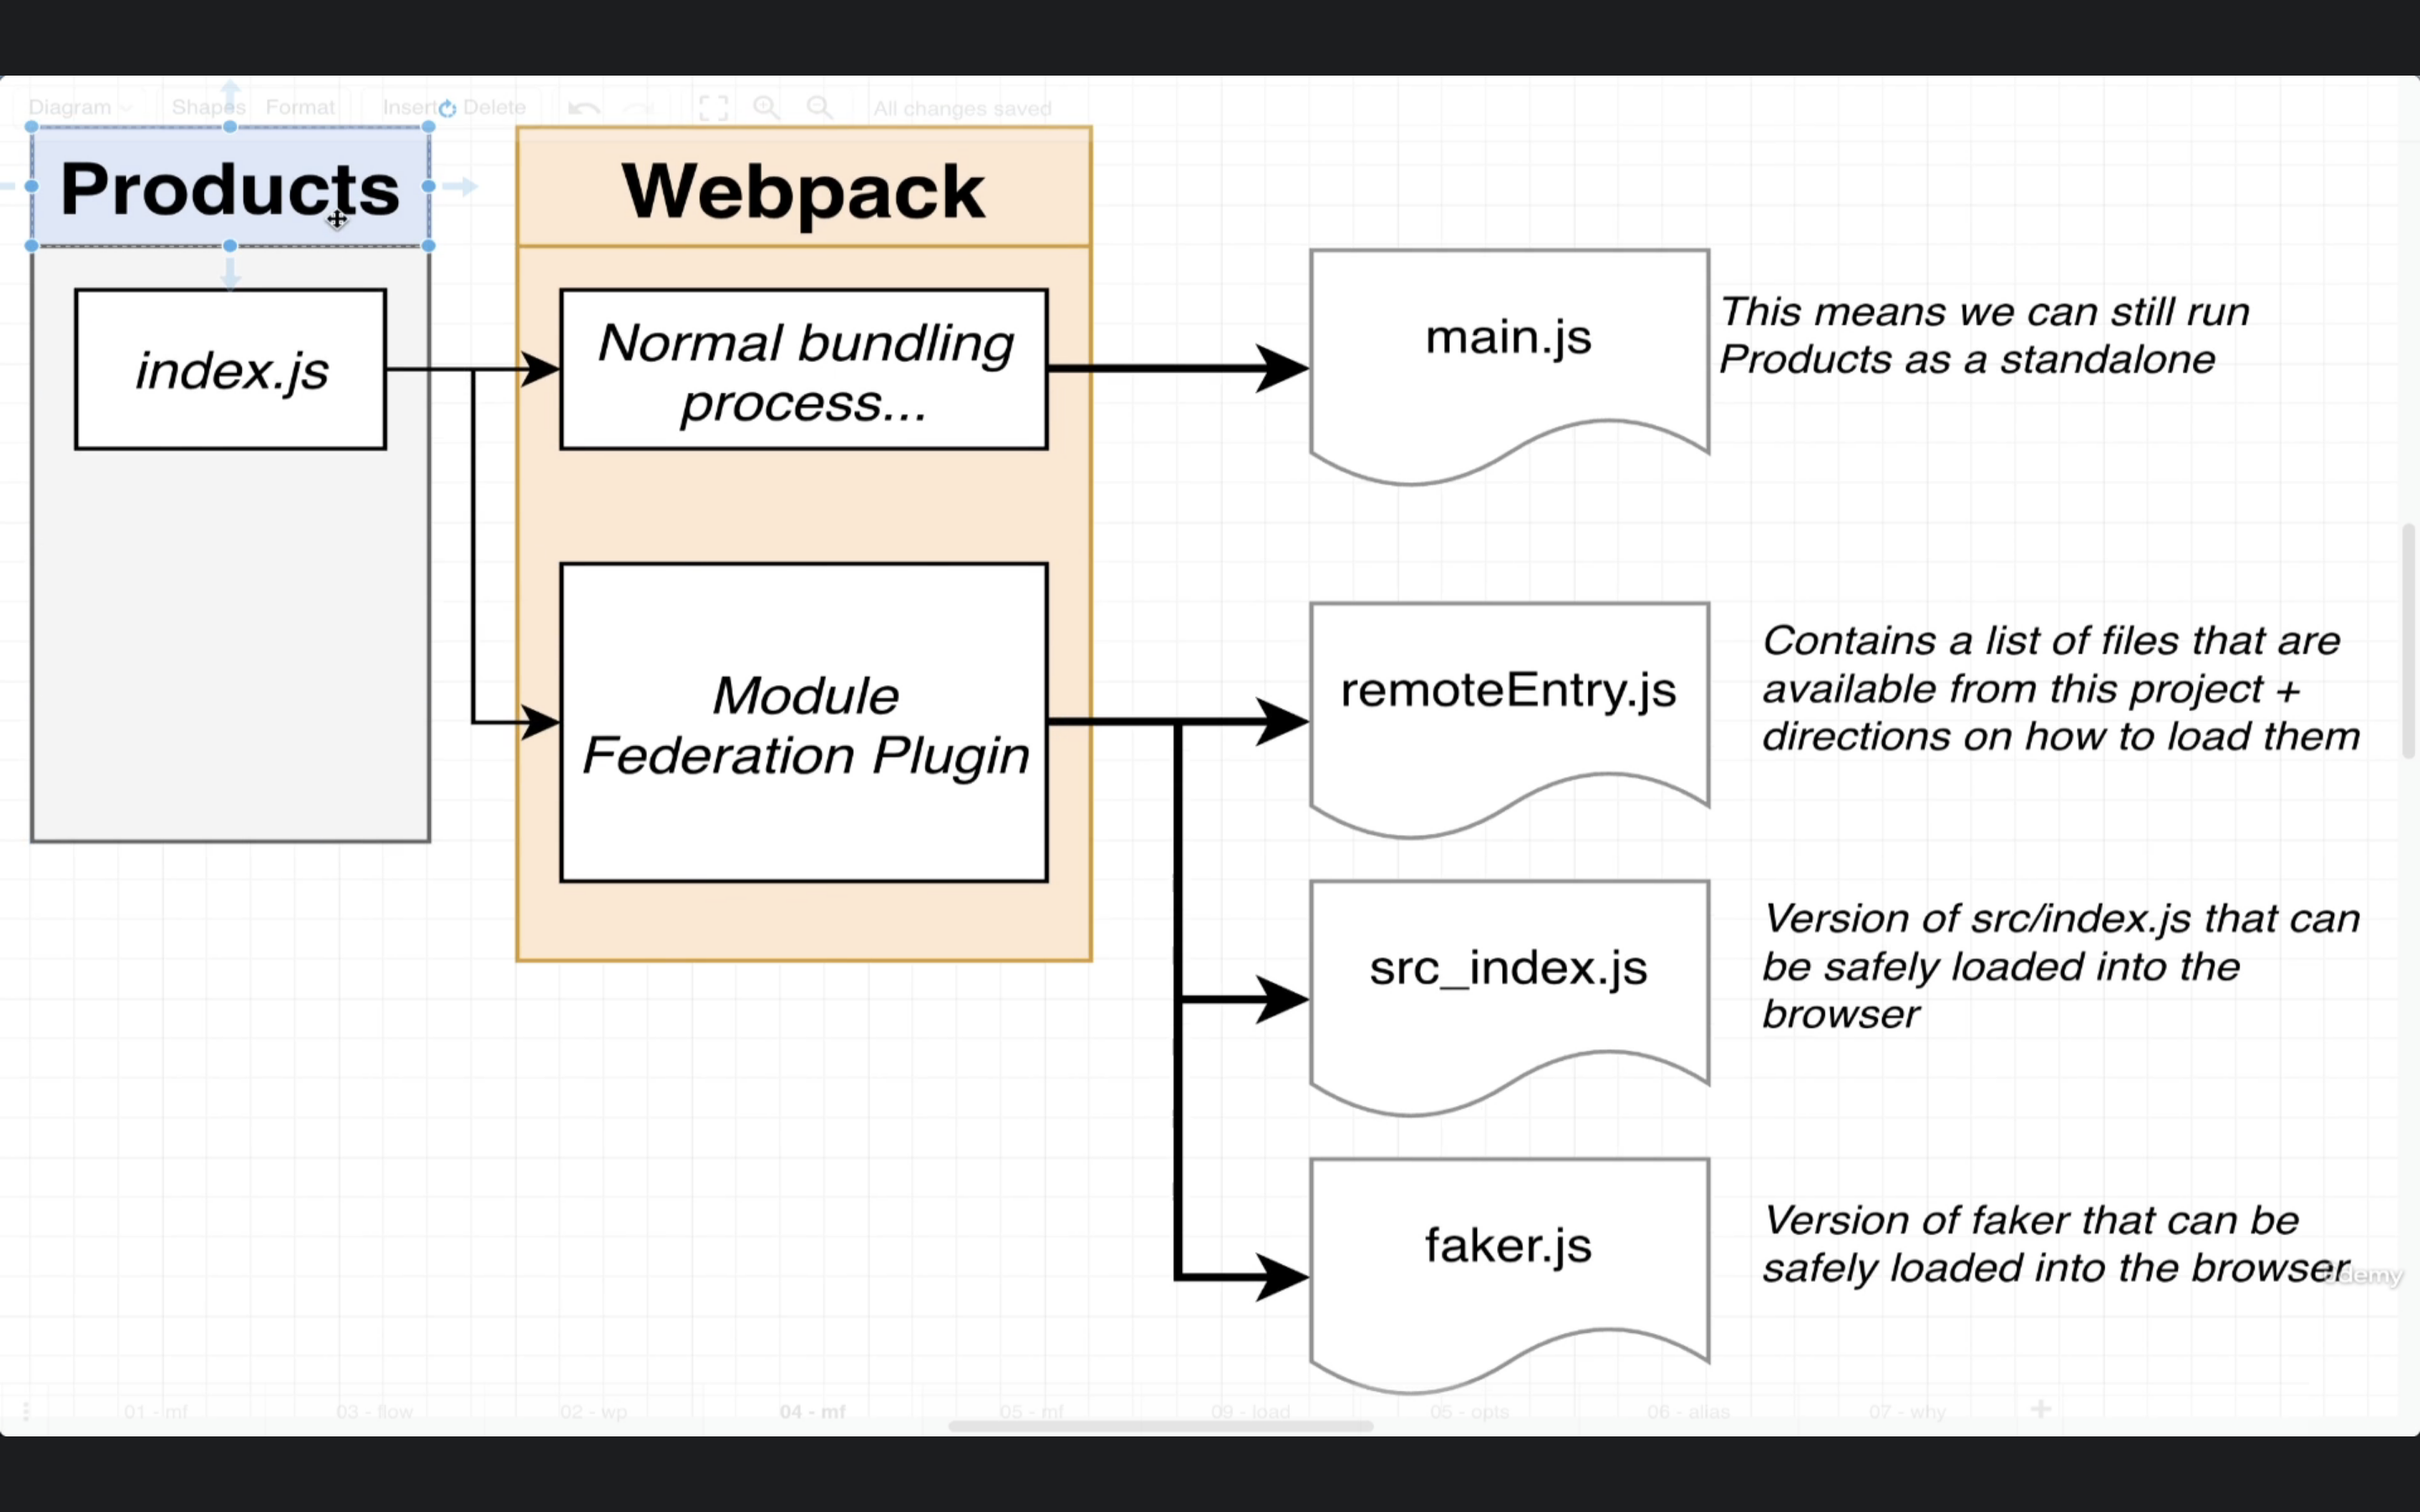 Diagram
Shapes
Format
Insert
Delete
All changes saved
Products
index.js
Webpack
Normal bundling
process...
Module
Federation Plugin
main.js
This means we can still run
Products as a standalone
remoteEntry.js
Contains a list of files that are
available from this project +
directions on how to load them
src_index.js
Version of src/index.js that can
be safely loaded into the
browser
faker.js
Version of faker that can be
safely loaded into the browser
ûdemy
01 - mf
03 - flow
02 - wp
04 - mf
05 - mf
09 - load
05 - opts
06 - alias
07 - why